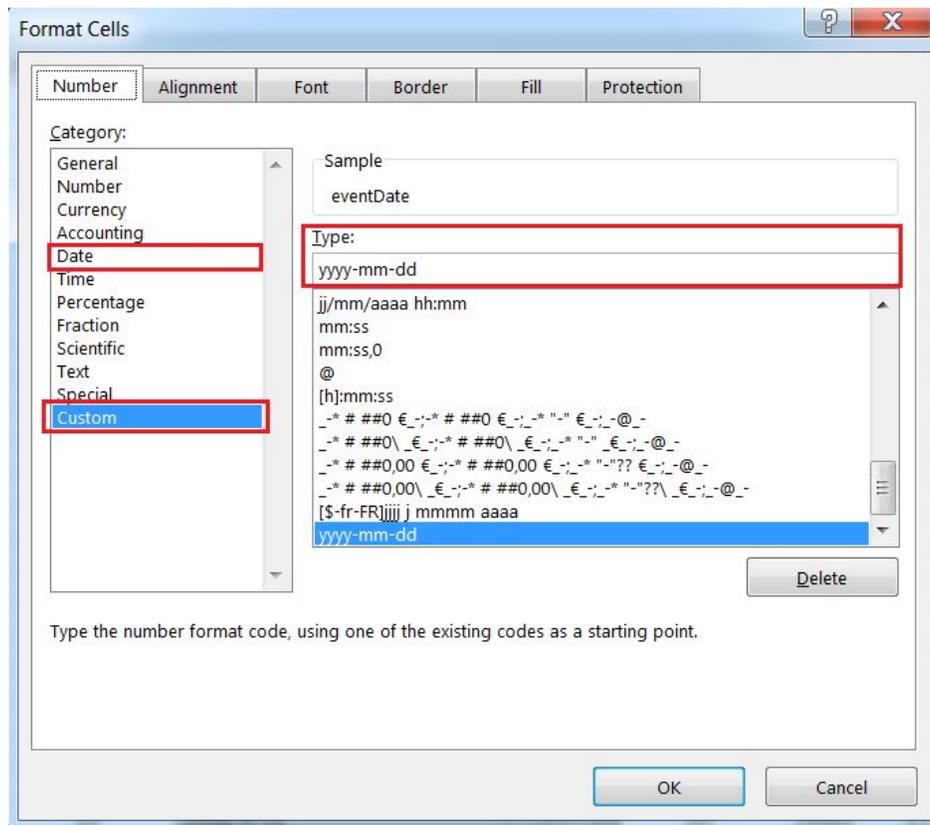 Format Cells
Number Alignment Font Border Fill Protection
Category:
General
Number
Currency
Accounting
Date
Time
Percentage
Fraction
Scientific
Text
Special
Custom
Sample
eventDate
Type:
yyyy-mm-dd
jj/mm/aaaa hh:mm
mm:ss
mm:ss,0
@
[h]:mm:ss
_-* # ##0 €_-;-* # ##0 €_-;_-* "-" €_-;_-@_-
_-* # ##0\ _€_-;-* # ##0\ _€_-;_-* "-" _€_-;_-@_-
_-* # ##0,00 €_-;-* # ##0,00 €_-;_-* "-"?? €_-;_-@_-
_-* # ##0,00\ _€_-;-* # ##0,00\ _€_-;_-* "-"??\ _€_-;_-@_-
[$-fr-FR]jjjj j mmmm aaaa
yyyy-mm-dd
Delete
Type the number format code, using one of the existing codes as a starting point.
OK Cancel